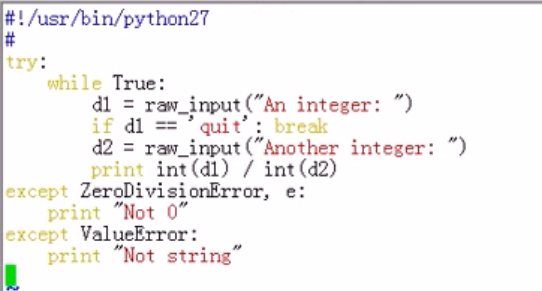 #!/usr/bin/python27
#
try:
    while True:
        d1 = raw_input("An integer: ")
        if d1 == 'quit': break
        d2 = raw_input("Another integer: ")
        print int(d1) / int(d2)
except ZeroDivisionError, e:
    print "Not 0"
except ValueError:
    print "Not string"
~